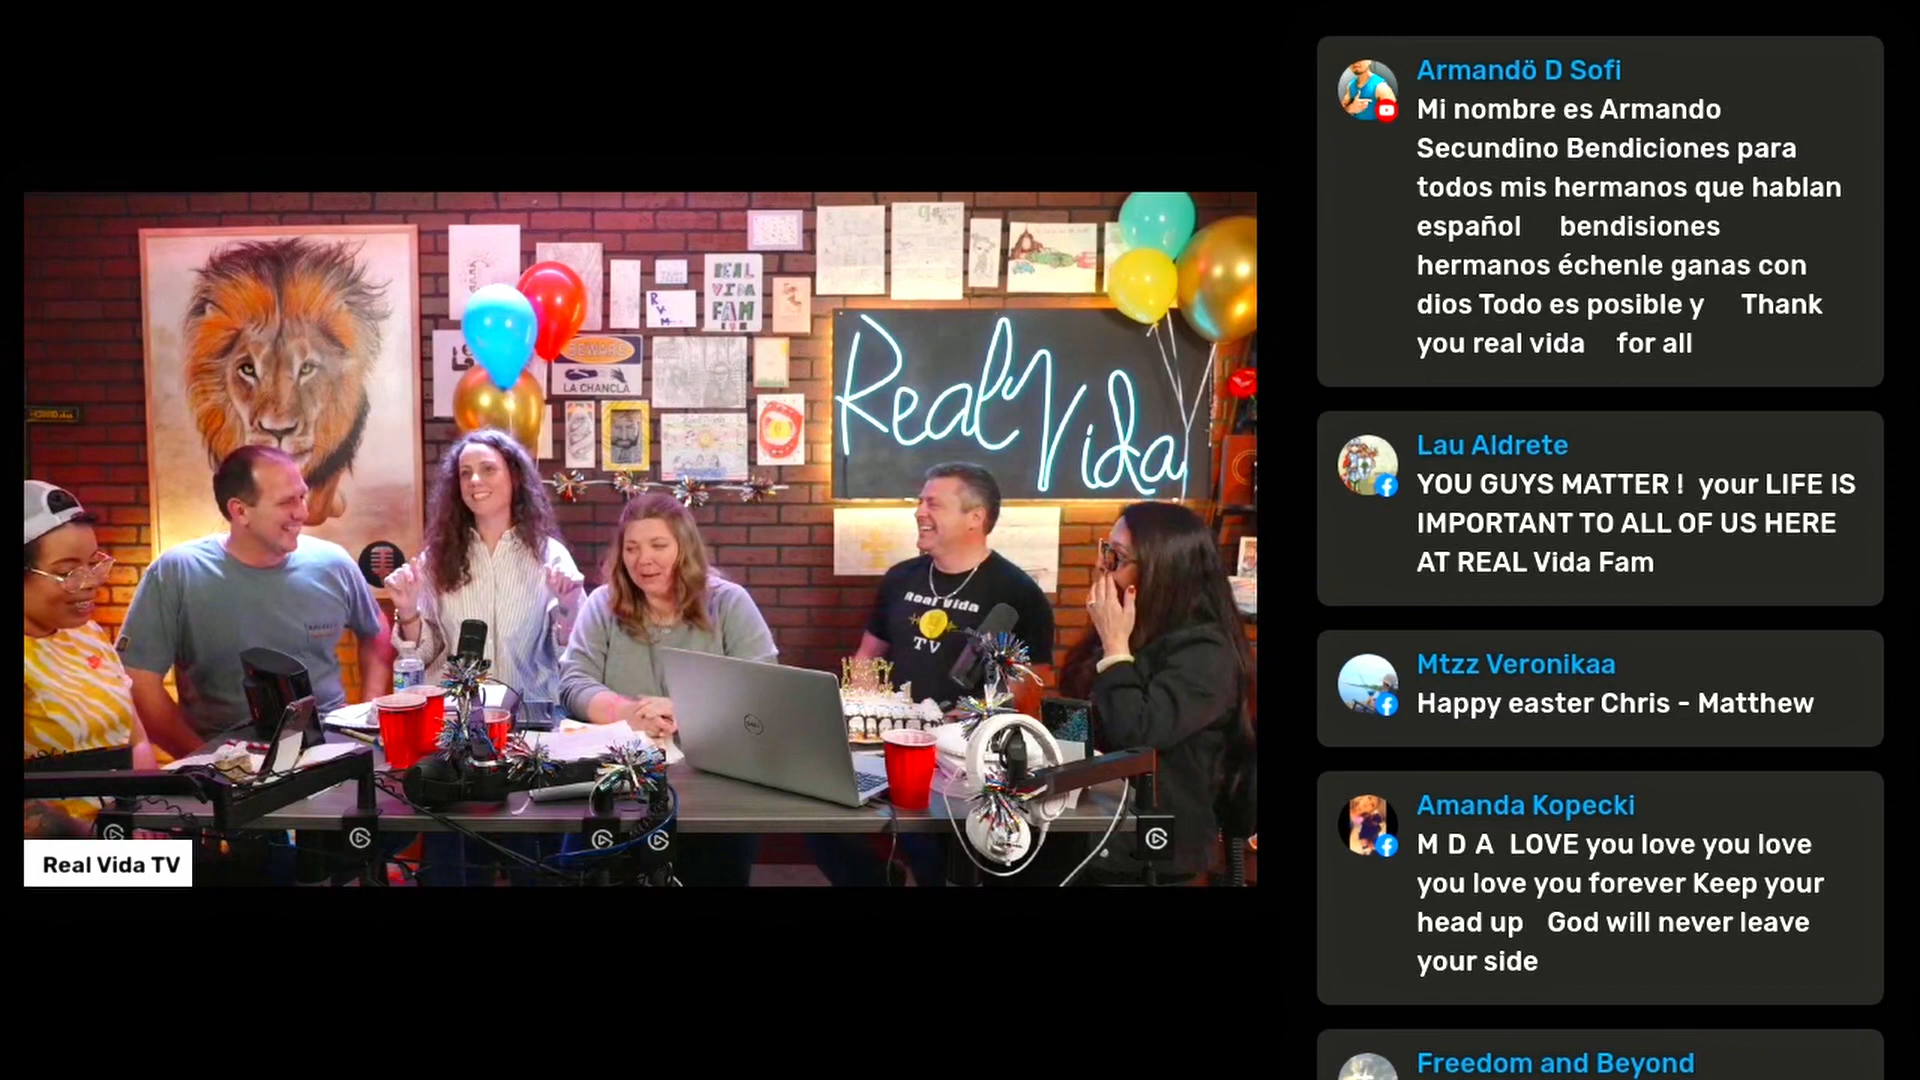 Armandö D Sofi
Mi nombre es Armando
Secundino Bendiciones para
todos mis hermanos que hablan
español bendisiones
hermanos échenle ganas con
dios Todo es posible y Thank
you real vida for all
Lau Aldrete
YOU GUYS MATTER ! your LIFE IS
IMPORTANT TO ALL OF US HERE
AT REAL Vida Fam
Mtzz Veronikaa
Happy easter Chris - Matthew
Amanda Kopecki
M D A LOVE you love you love
you love you forever Keep your
head up God will never leave
your side
Freedom and Beyond
REAL
VIDA
FAM
BEWARE
LA CHANCLA
Real Vida
Real Vida
TV
HAPPY
DELL
Real Vida TV